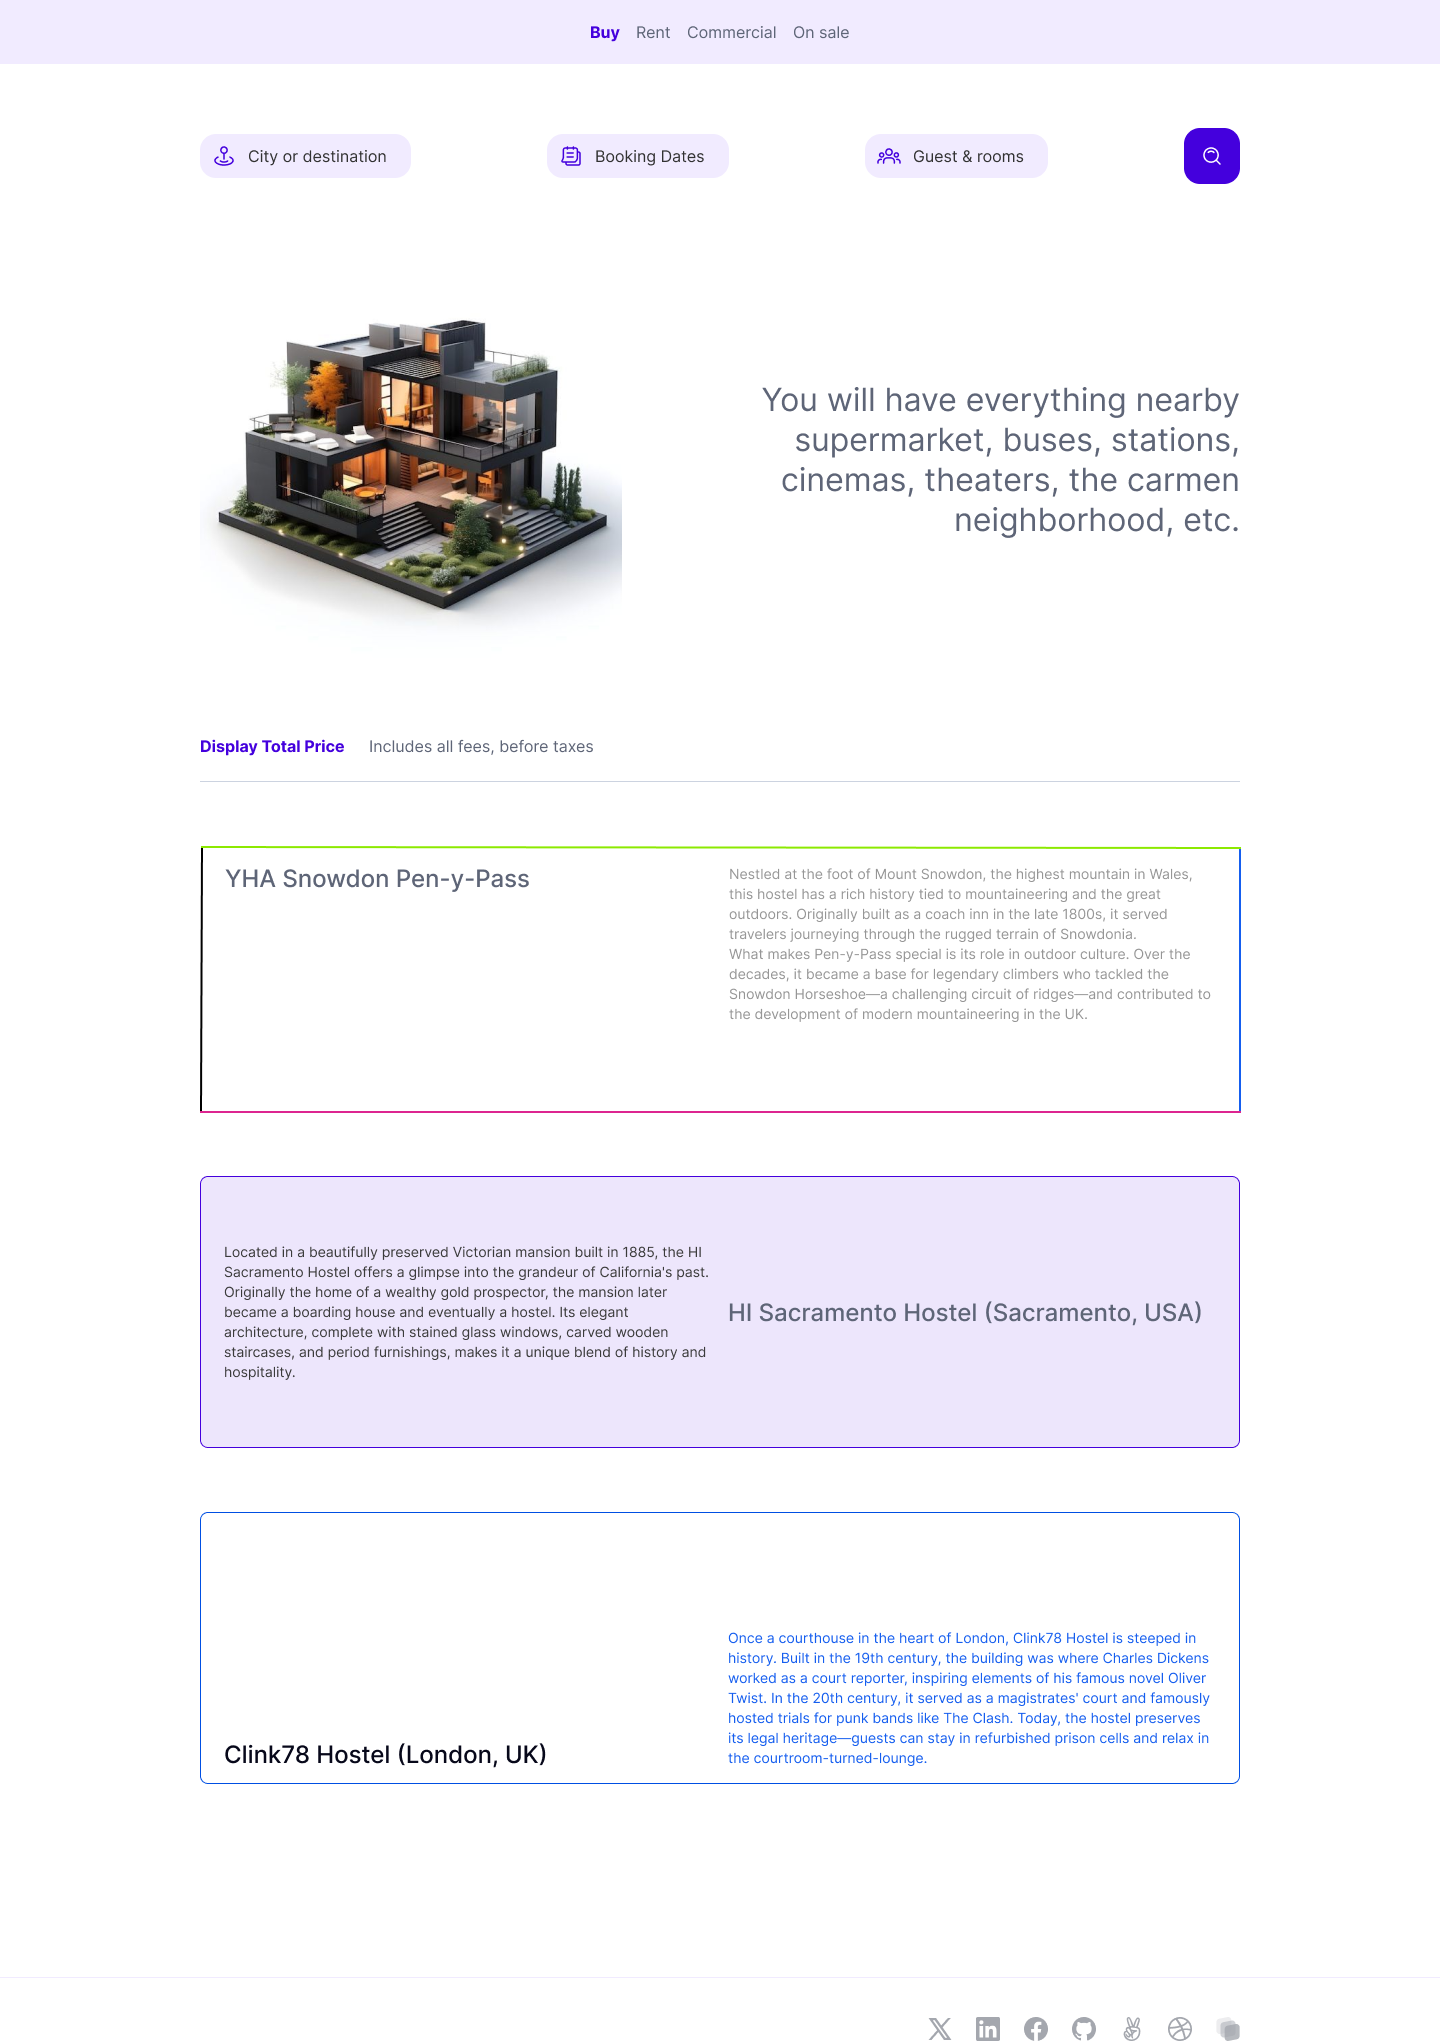 Buy Rent Commercial On sale
City or destination
Booking Dates
Guest & rooms
You will have everything nearby
supermarket, buses, stations,
cinemas, theaters, the carmen
neighborhood, etc.
Display Total Price Includes all fees, before taxes
YHA Snowdon Pen-y-Pass
Nestled at the foot of Mount Snowdon, the highest mountain in Wales,
this hostel has a rich history tied to mountaineering and the great
outdoors. Originally built as a coach inn in the late 1800s, it served
travelers journeying through the rugged terrain of Snowdonia.
What makes Pen-y-Pass special is its role in outdoor culture. Over the
decades, it became a base for legendary climbers who tackled the
Snowdon Horseshoe—a challenging circuit of ridges—and contributed to
the development of modern mountaineering in the UK.
Located in a beautifully preserved Victorian mansion built in 1885, the HI
Sacramento Hostel offers a glimpse into the grandeur of California's past.
Originally the home of a wealthy gold prospector, the mansion later
became a boarding house and eventually a hostel. Its elegant
architecture, complete with stained glass windows, carved wooden
staircases, and period furnishings, makes it a unique blend of history and
hospitality.
HI Sacramento Hostel (Sacramento, USA)
Clink78 Hostel (London, UK)
Once a courthouse in the heart of London, Clink78 Hostel is steeped in
history. Built in the 19th century, the building was where Charles Dickens
worked as a court reporter, inspiring elements of his famous novel Oliver
Twist. In the 20th century, it served as a magistrates' court and famously
hosted trials for punk bands like The Clash. Today, the hostel preserves
its legal heritage—guests can stay in refurbished prison cells and relax in
the courtroom-turned-lounge.